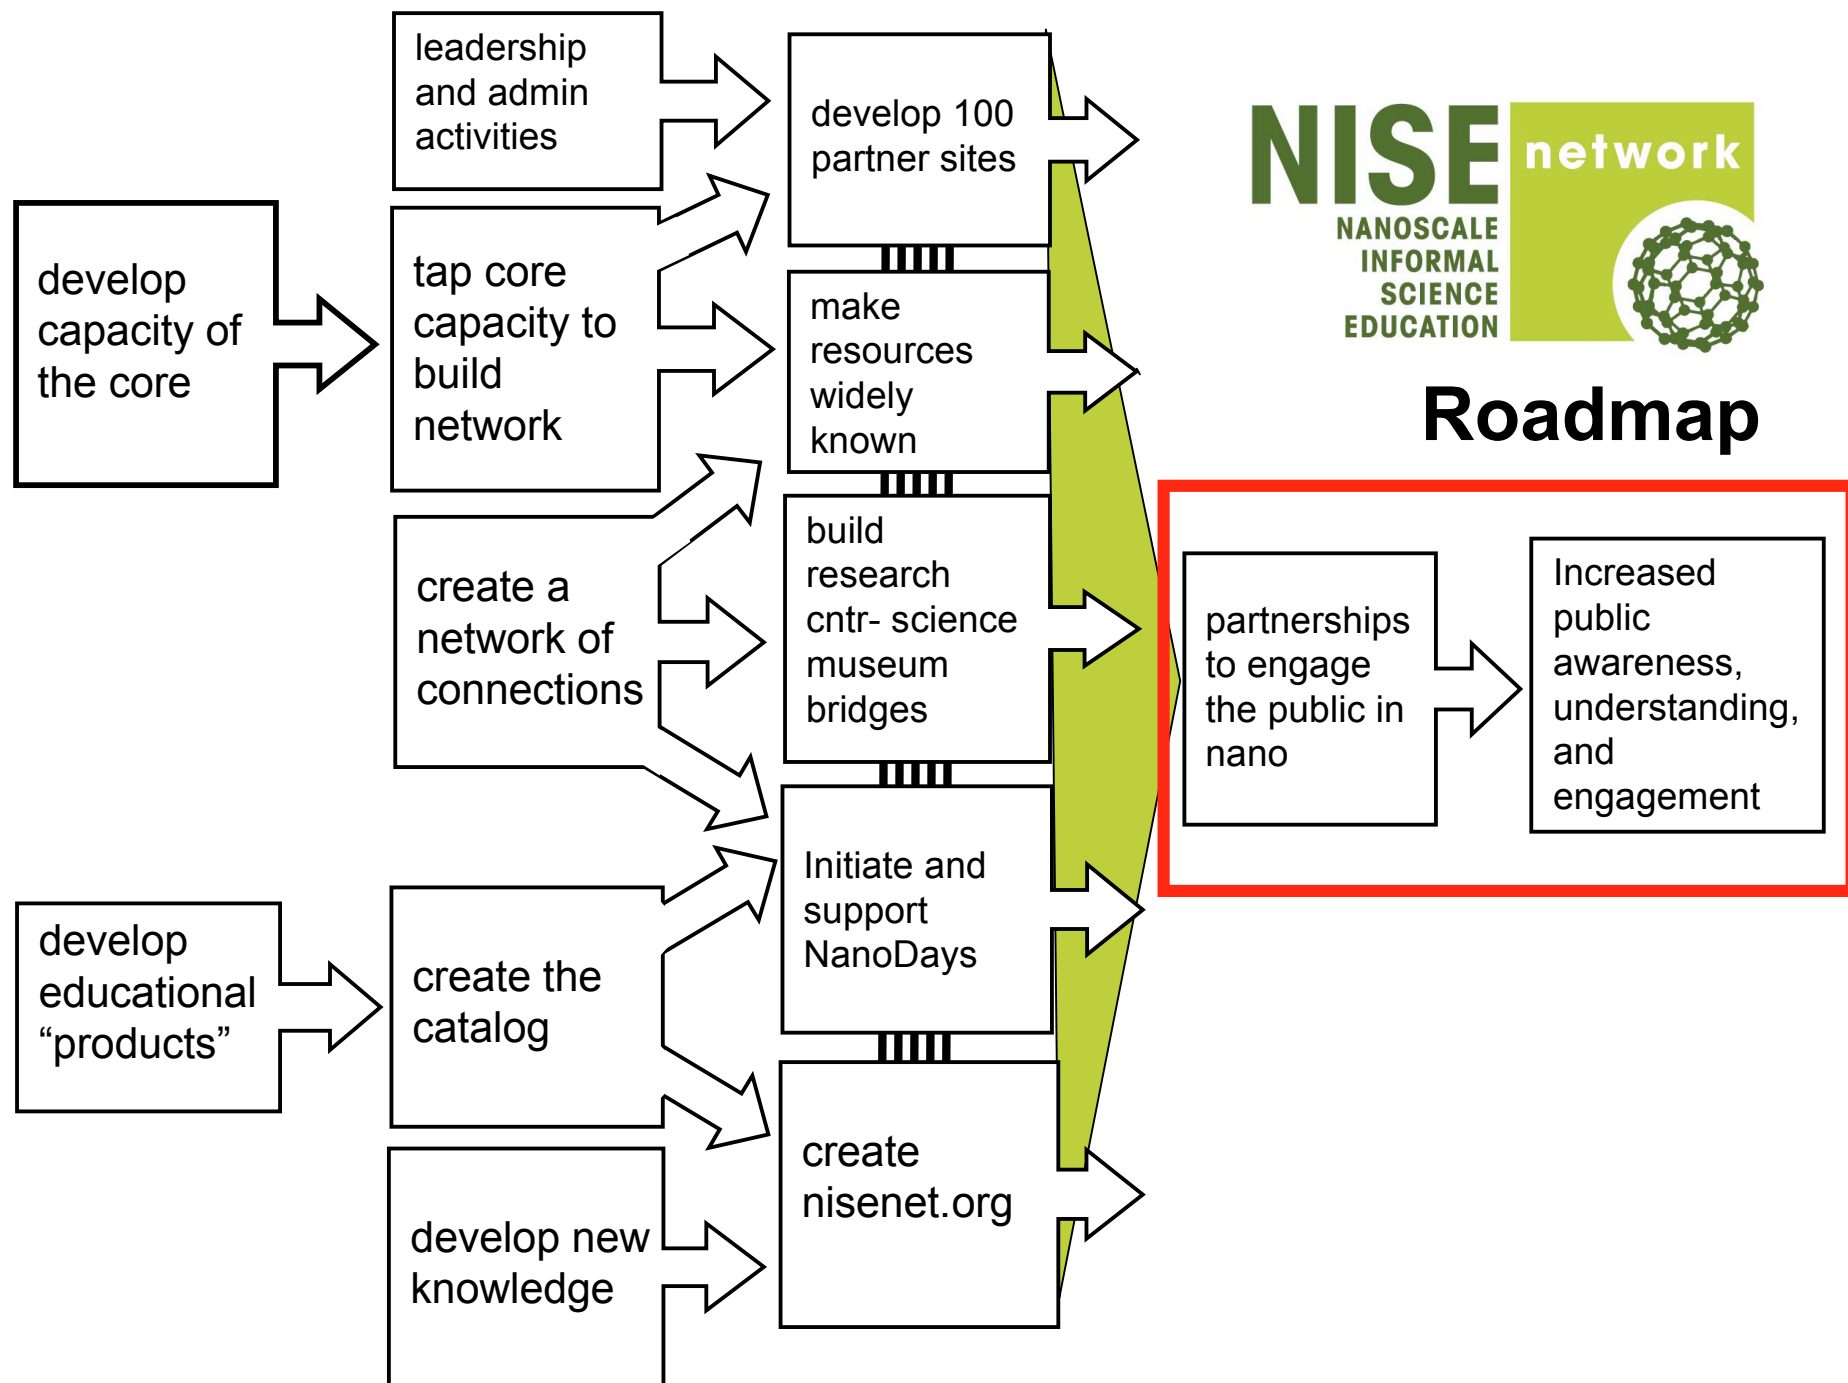 leadership
and admin
activities
develop 100
partner sites
NISE
network
NANOSCALE
INFORMAL
SCIENCE
EDUCATION
Roadmap
develop
capacity of
the core
tap core
capacity to
build
network
make
resources
widely
known
create a
network of
connections
build
research
cntr- science
museum
bridges
partnerships
to engage
the public in
nano
Increased
public
awareness,
understanding,
and
engagement
Initiate and
support
NanoDays
develop
educational
“products”
create the
catalog
create
nisenet.org
develop new
knowledge